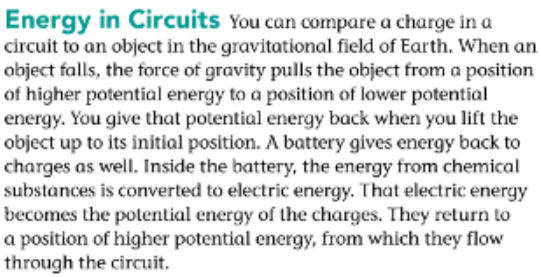 Energy in Circuits You can compare a charge in a
circuit to an object in the gravitational field of Earth. When an
object falls, the force of gravity pulls the object from a position
of higher potential energy to a position of lower potential
energy. You give that potential energy back when you lift the
object up to its initial position. A battery gives energy back to
charges as well. Inside the battery, the energy from chemical
substances is converted to electric energy. That electric energy
becomes the potential energy of the charges. They return to
a position of higher potential energy, from which they flow
through the circuit.